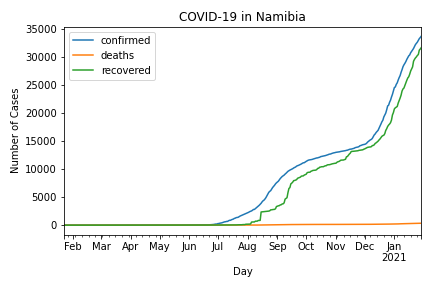 COVID-19 in Namibia
confirmed
deaths
recovered
Number of Cases
35000
30000
25000
20000
15000
10000
5000
0
Feb Mar Apr May Jun Jul Aug Sep Oct Nov Dec Jan
2021
Day